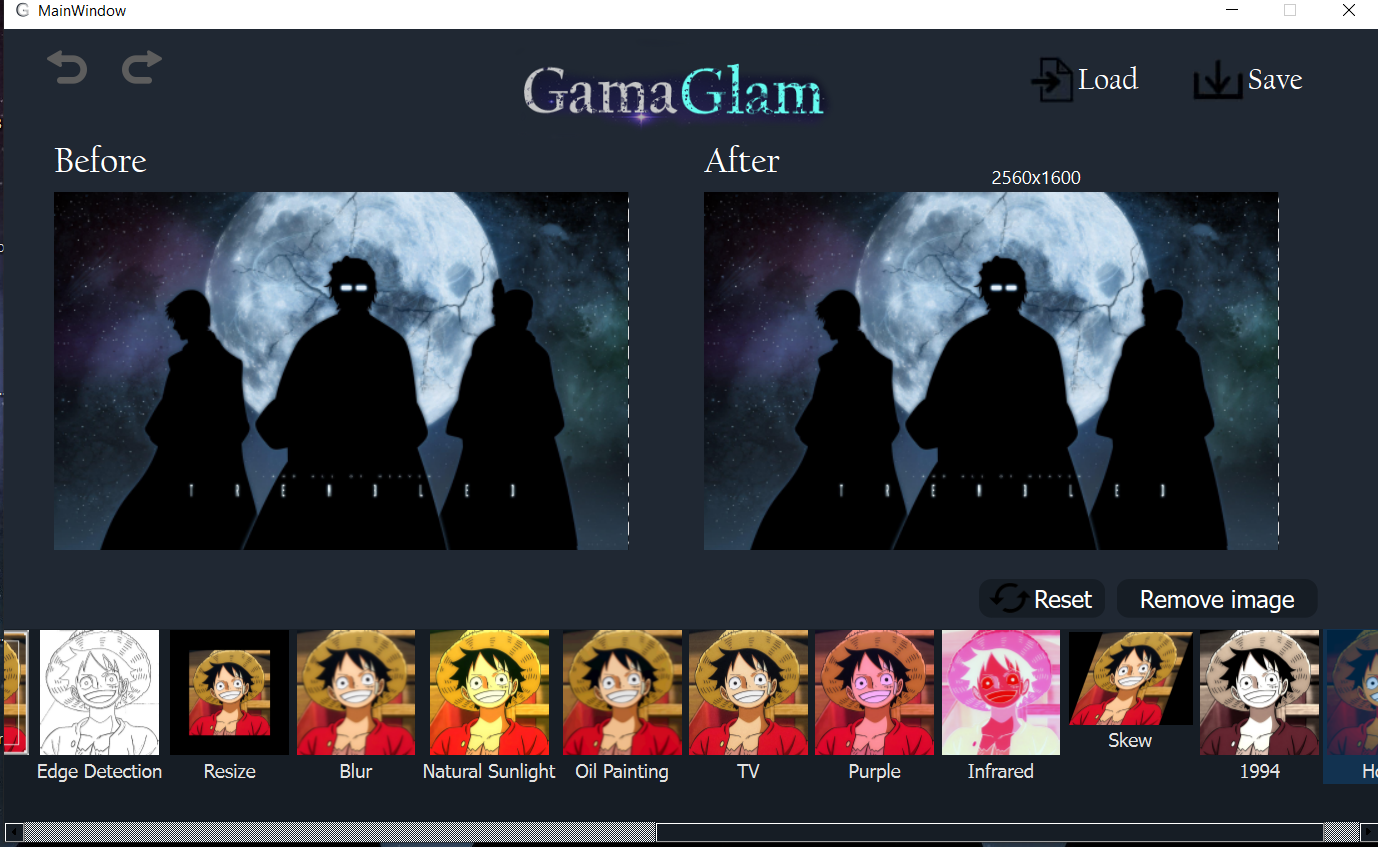 MainWindow
GamaGlam
Load
Save
Before
After
2560x1600
T R E N D L E D
T R E N D L E D
Reset
Remove image
Edge Detection
Resize
Blur
Natural Sunlight
Oil Painting
TV
Purple
Infrared
Skew
1994